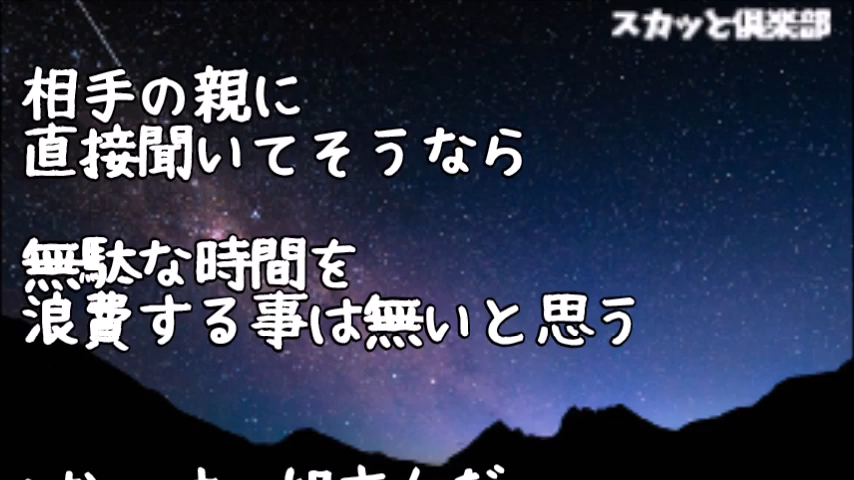 スカッと倶楽部
相手の親に
直接聞いてそうなら
無駄な時間を
浪費する事は無いと思う